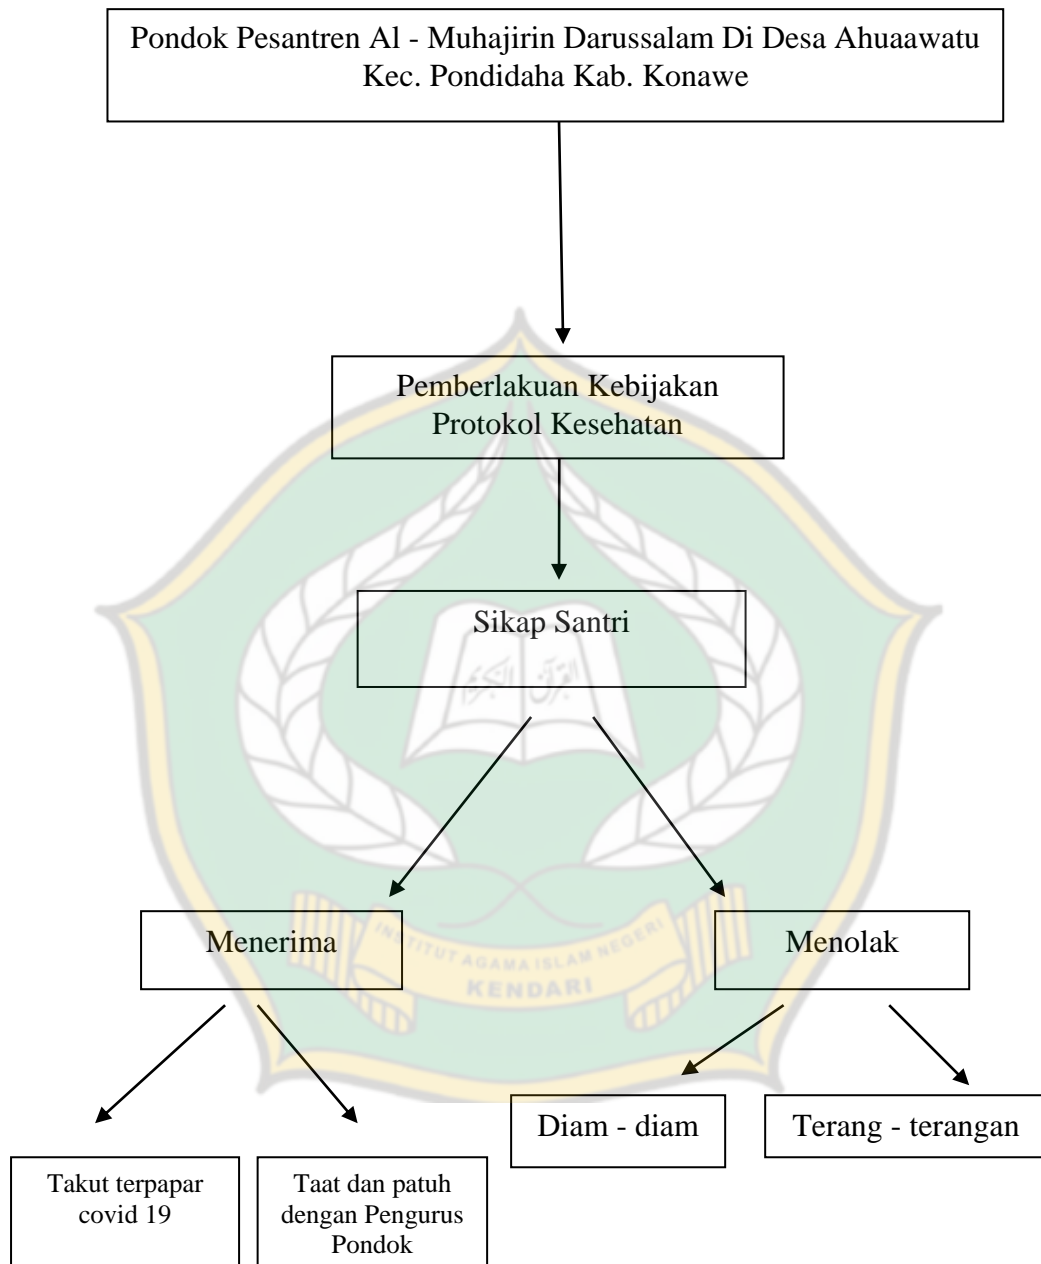 Pondok Pesantren Al - Muhajirin Darussalam Di Desa Ahuaawatu
Kec. Pondidaha Kab. Konawe
Pemberlakuan Kebijakan
Protokol Kesehatan
Sikap Santri
القرآن الكريم
Menerima
Menolak
INSTITUT AGAMA ISLAM NEGERI
KENDARI
Diam - diam
Terang - terangan
Takut terpapar
covid 19
Taat dan patuh
dengan Pengurus
Pondok